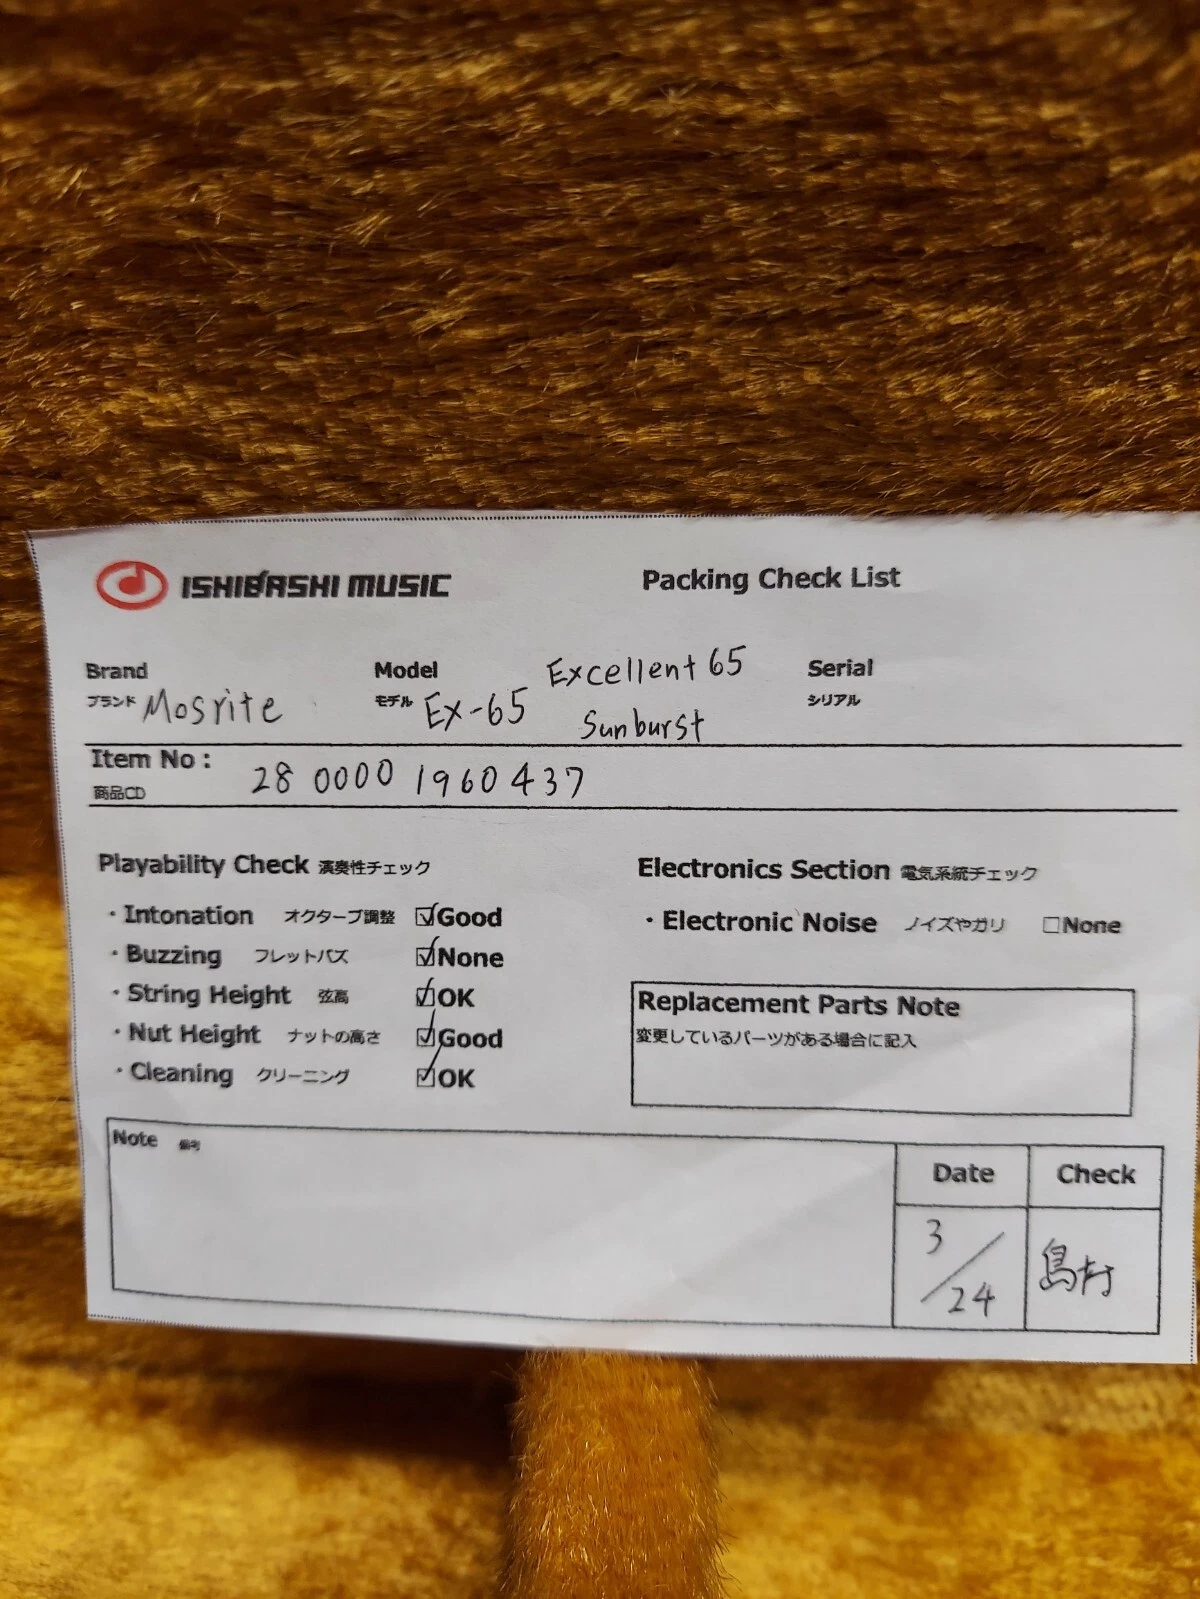 ISHIBASHI MUSIC
Packing Check List
Brand
ブランド Mosrite
Model
モデル EX-65
Excellent 65
Sunburst
Serial
シリアル
Item No :
商品CD
28 0000 1960437
Playability Check 演奏性チェック
・Intonation オクターブ調整 ☑Good
・Buzzing フレットバズ ☑None
・String Height 弦高 ☑OK
・Nut Height ナットの高さ ☑Good
・Cleaning クリーニング ☑OK
Electronics Section 電気系統チェック
・Electronic Noise ノイズやガリ □None
Replacement Parts Note
変更しているパーツがある場合に記入
Note 備考
Date
3/24
Check
島村